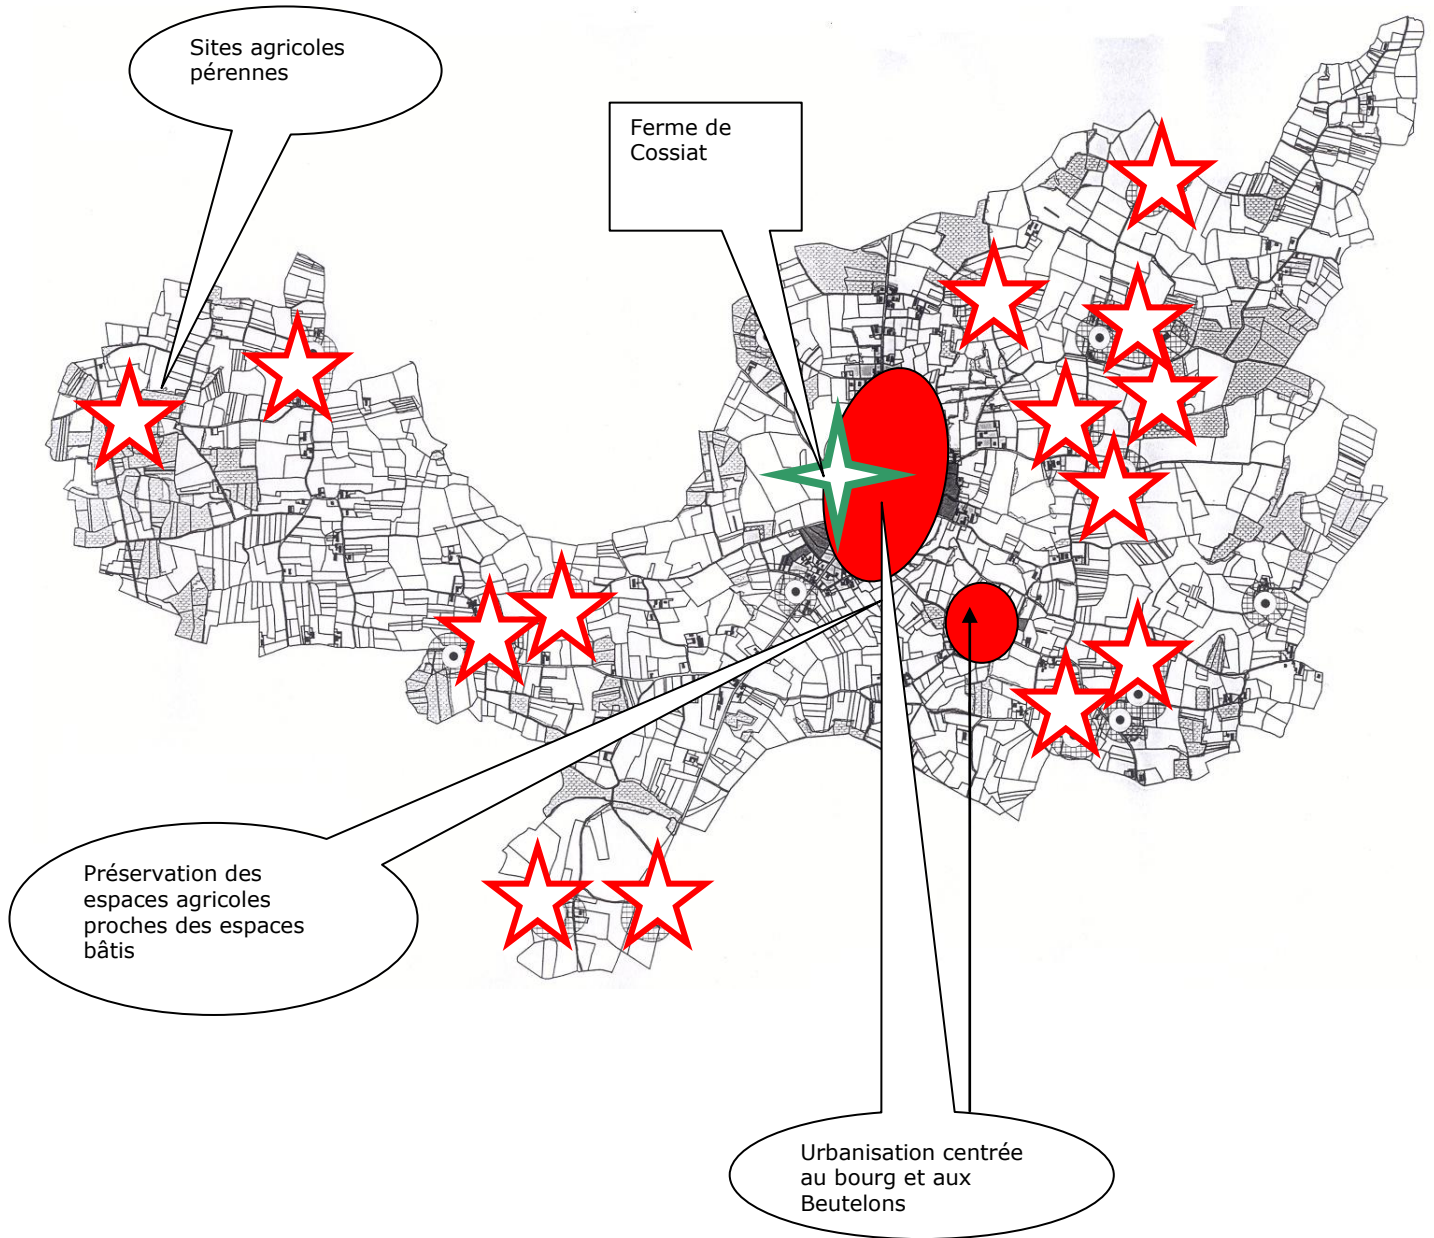 Sites agricoles
pérennes
Ferme de
Cossiat
Préservation des
espaces agricoles
proches des espaces
bâtis
Urbanisation centrée
au bourg et aux
Beutelons